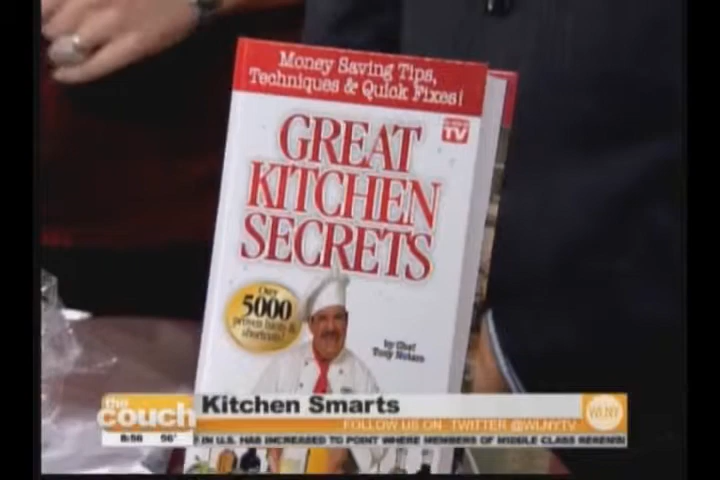 Money Saving Tips,
Techniques & Quick Fixes!
TV
GREAT
KITCHEN
SECRETS
Over
5000
proven hints &
shortcuts!
by Chef
Tony Notaro
the
couch
Kitchen Smarts
FOLLOW US ON TWITTER @WLNYTV
WLNY
8:56 56°
IN U.S. HAS INCREASED TO POINT WHERE MEMBERS OF MIDDLE CLASS